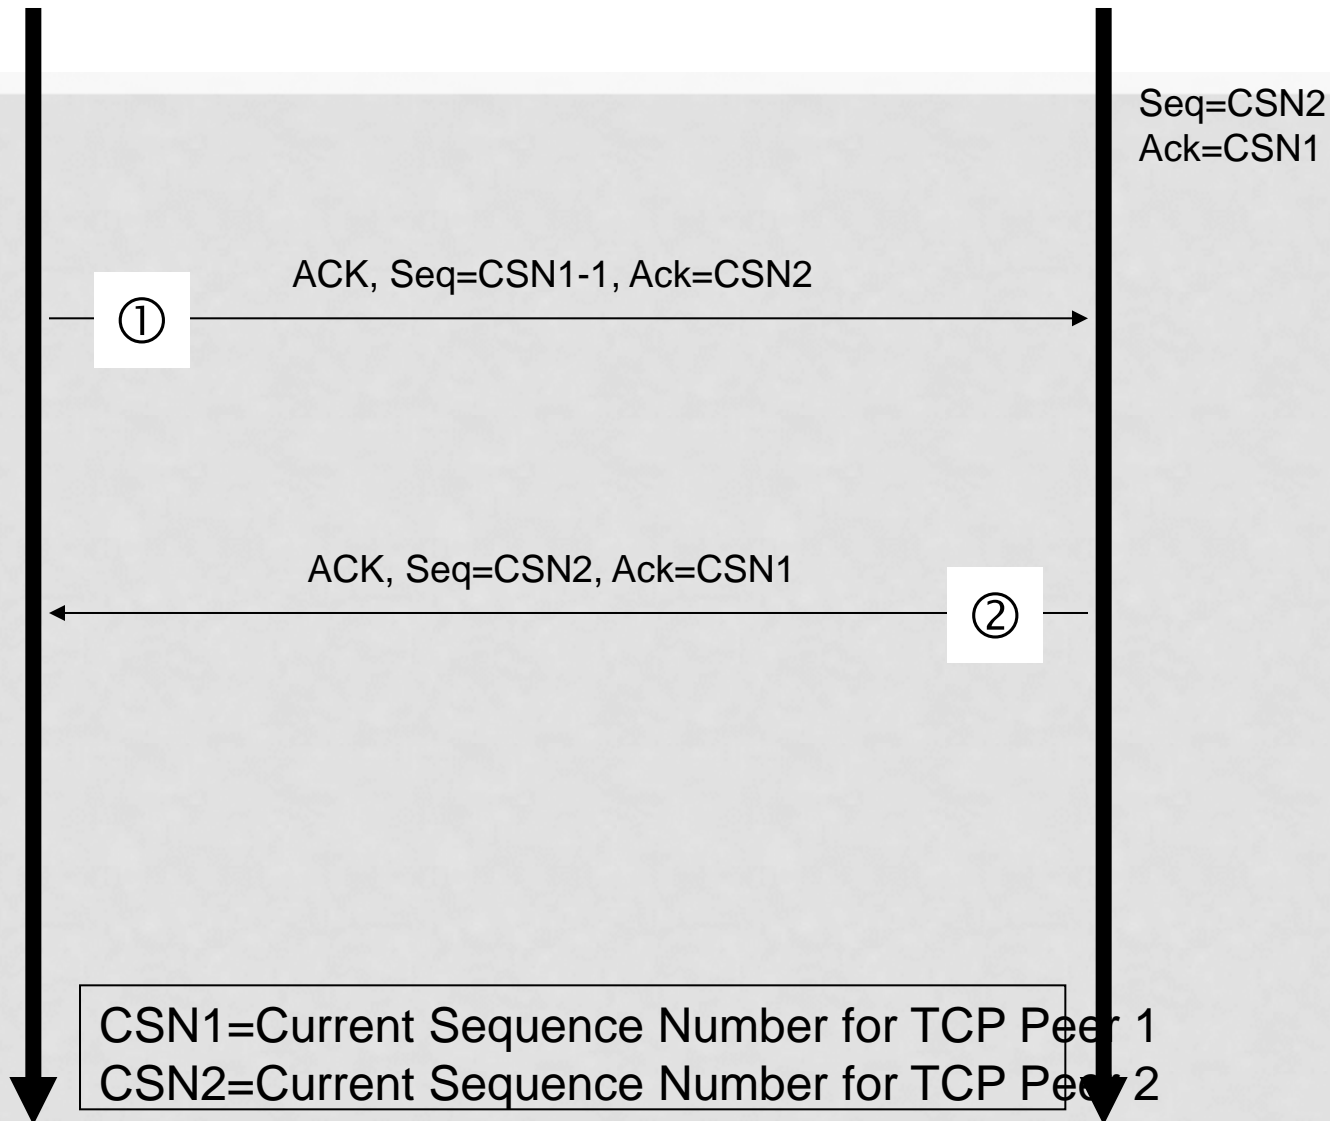 Seq=CSN2
Ack=CSN1
ACK, Seq=CSN1-1, Ack=CSN2
①
ACK, Seq=CSN2, Ack=CSN1
②
CSN1=Current Sequence Number for TCP Peer 1
CSN2=Current Sequence Number for TCP Peer 2